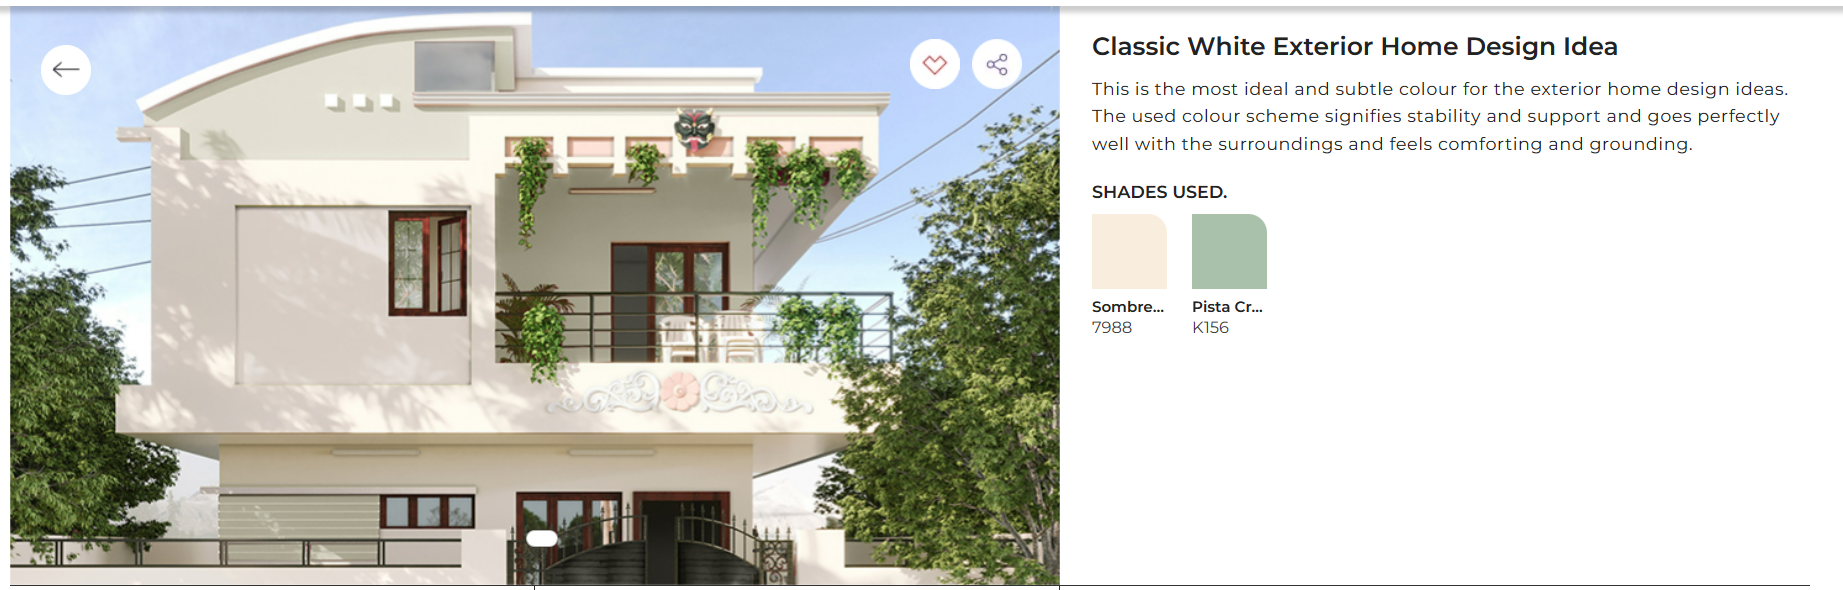 Classic White Exterior Home Design Idea
This is the most ideal and subtle colour for the exterior home design ideas.
The used colour scheme signifies stability and support and goes perfectly
well with the surroundings and feels comforting and grounding.
SHADES USED.
Sombre... Pista Cr...
7988 K156